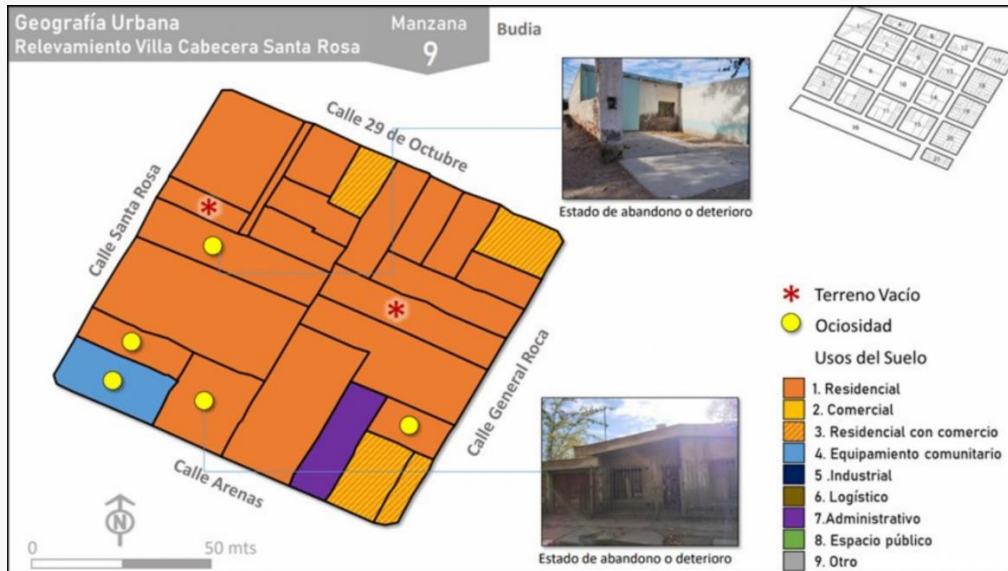 Geografía Urbana
Relevamiento Villa Cabecera Santa Rosa
Manzana
9
Budia
Calle 29 de Octubre
Calle Santa Rosa
Calle General Roca
Calle Arenas
Estado de abandono o deterioro
Terreno Vacío
Ociosidad
Usos del Suelo
1. Residencial
2. Comercial
3. Residencial con comercio
4. Equipamiento comunitario
5 .Industrial
6. Logístico
7.Administrativo
8. Espacio público
9. Otro
Estado de abandono o deterioro
N
0 50 mts